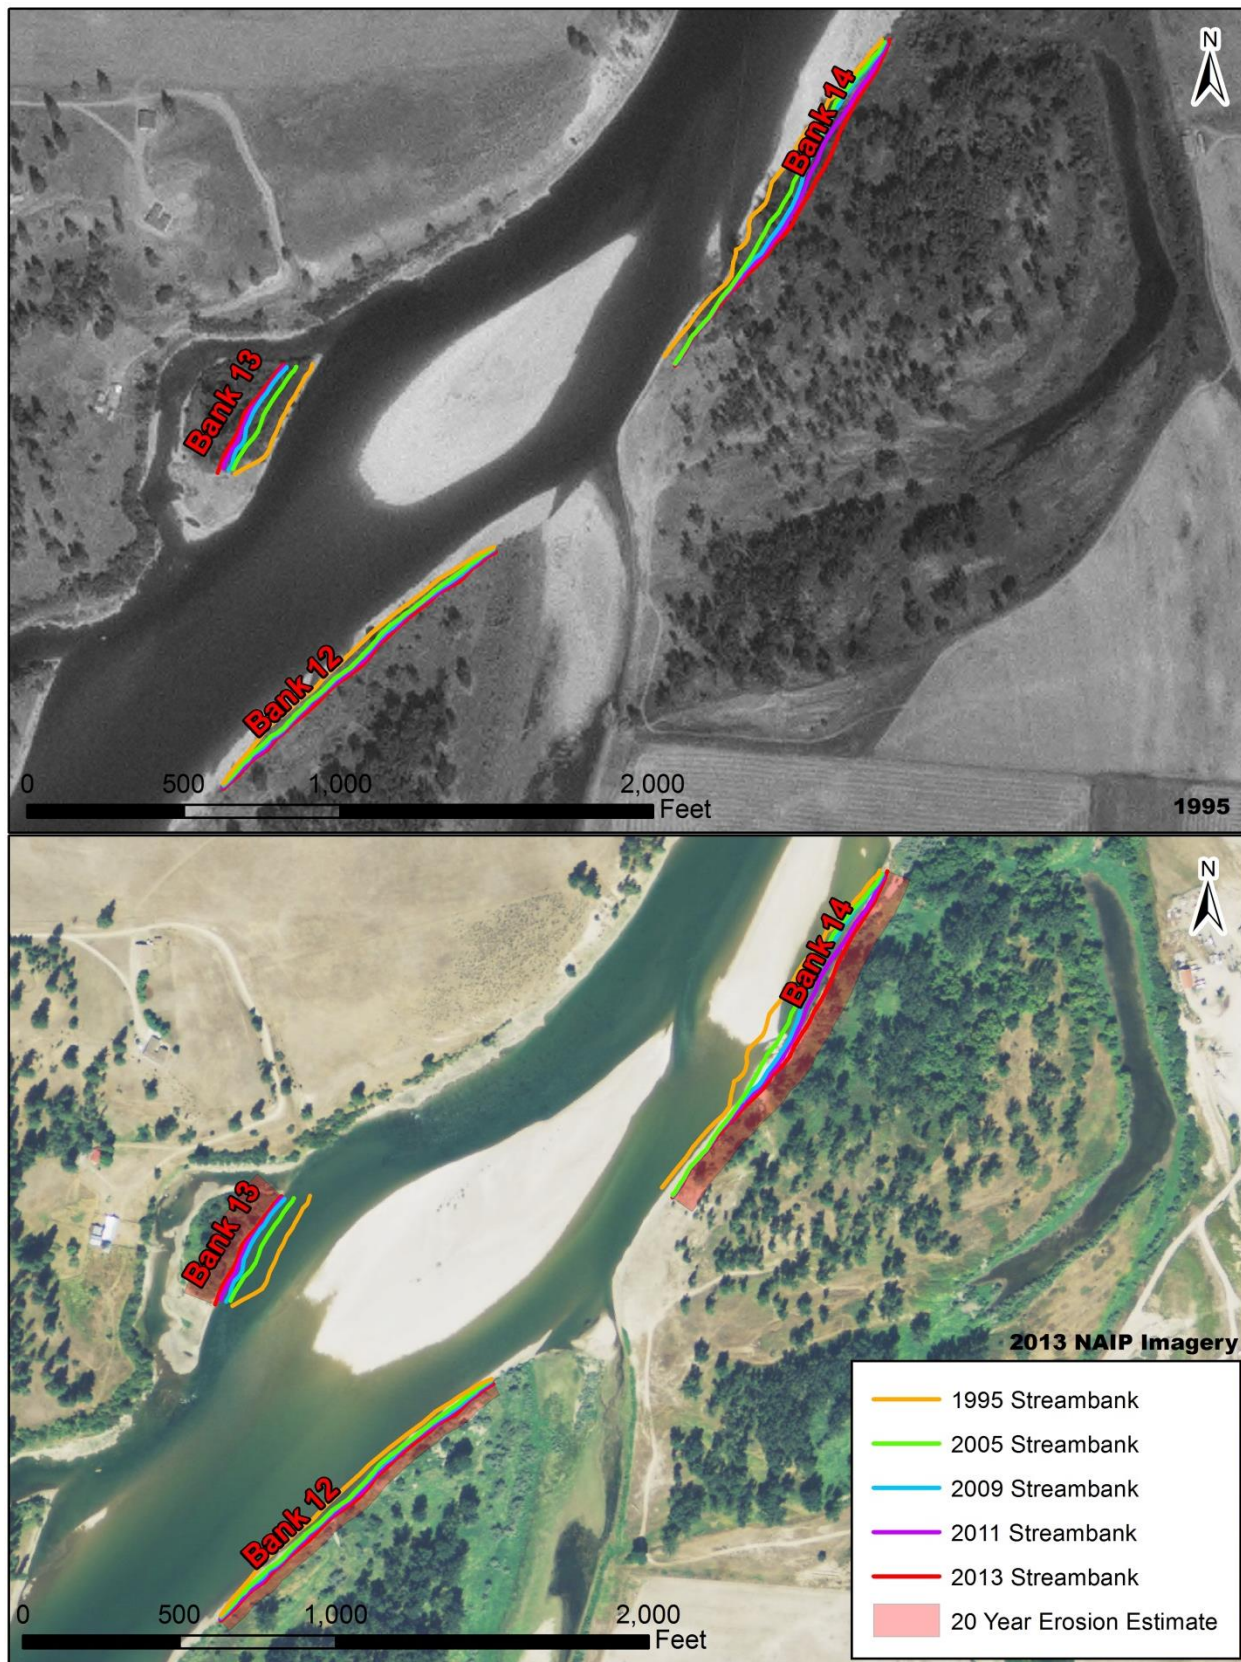 N
Bank 14
Bank 13
Bank 12
0 500 1,000 2,000
Feet
1995
N
Bank 14
Bank 13
2013 NAIP Imagery
Bank 12
0 500 1,000 2,000
Feet
1995 Streambank
2005 Streambank
2009 Streambank
2011 Streambank
2013 Streambank
20 Year Erosion Estimate